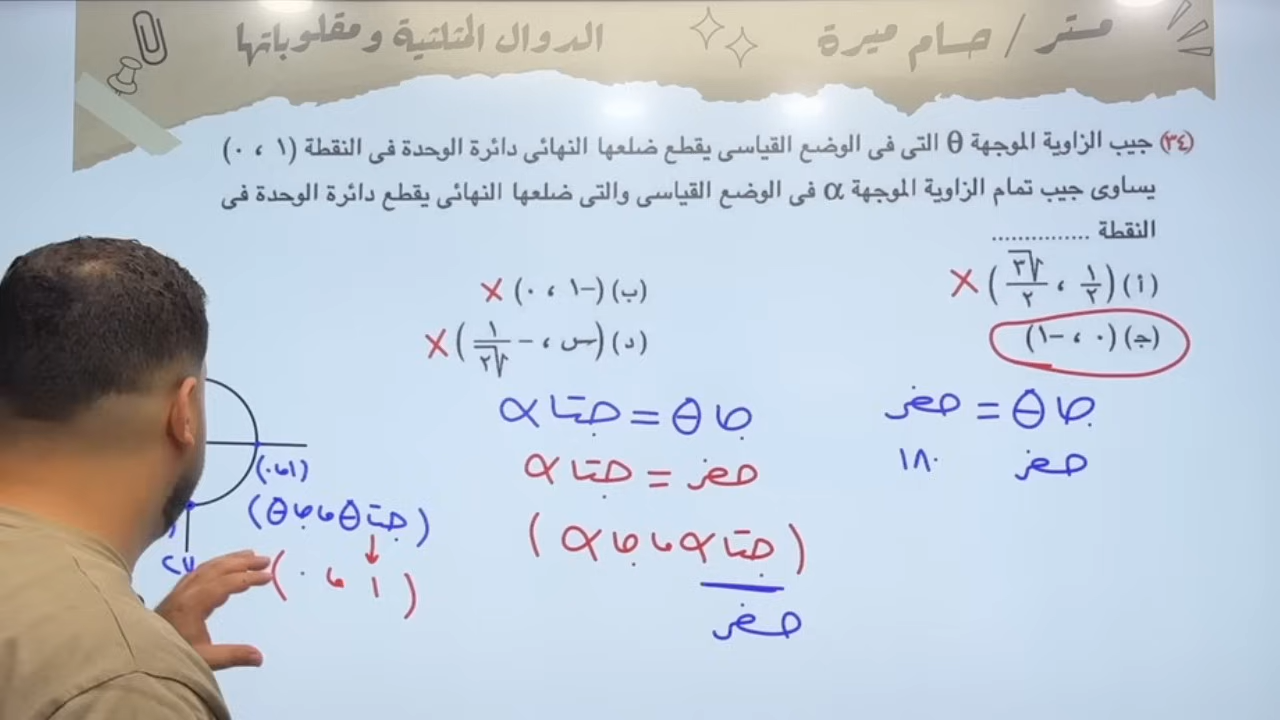 مستر / حسام ميرة
الدوال المثلثية ومقلوباتها
(٣٤) جيب الزاوية الموجهة θ التى فى الوضع القياسى يقطع ضلعها النهائى دائرة الوحدة فى النقطة (١ ، ٠)
يساوى جيب تمام الزاوية الموجهة α فى الوضع القياسى والتى ضلعها النهائى يقطع دائرة الوحدة فى
النقطة ...............
(أ) (١/٢ ، √٣/٢) ×
(ب) (-١ ، ٠) ×
(ج) (٠ ، -١)
(د) (س ، -١/√٢) ×
جا θ = صفر
صفر ١٨٠
جا θ = جتا α
صفر = جتا α
(جتا α ، جا α)
صفر
(١ ، ٠)
(جتا θ ، جا θ)
(١ ، ٠)